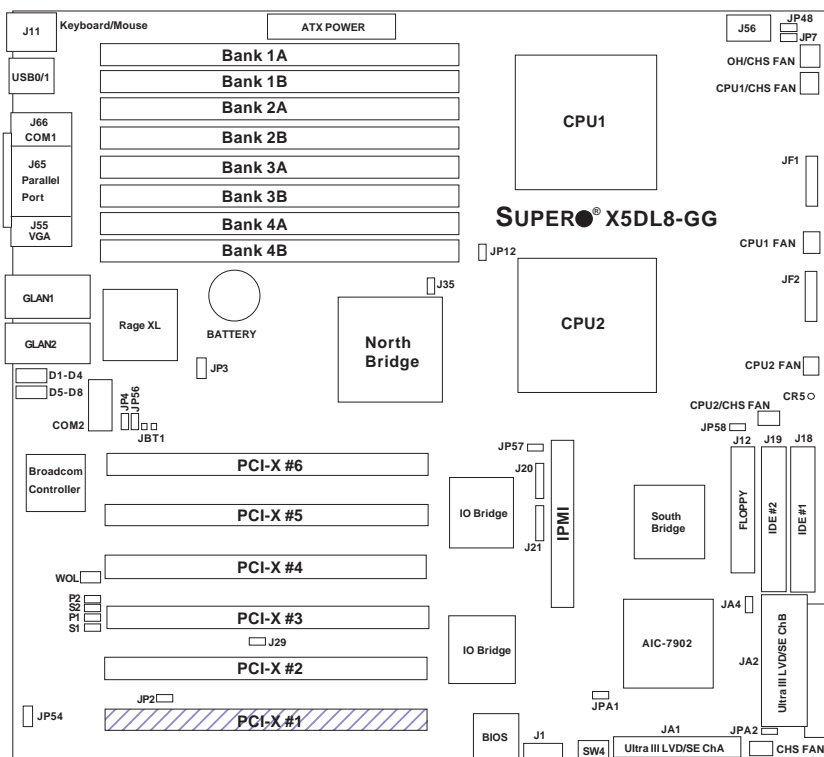 J11
Keyboard/Mouse
ATX POWER
J56
JP48
JP7
Bank 1A
OH/CHS FAN
USB0/1
Bank 1B
CPU1/CHS FAN
Bank 2A
CPU1
J66
COM1
Bank 2B
J65
Parallel
Port
Bank 3A
JF1
Bank 3B
J55
VGA
Bank 4A
SUPER® X5DL8-GG
Bank 4B
JP12
CPU1 FAN
GLAN1
J35
JF2
Rage XL
BATTERY
North
Bridge
CPU2
GLAN2
JP3
CPU2 FAN
D1-D4
D5-D8
CR5
COM2
JP4
JP56
JBT1
CPU2/CHS FAN
JP58
J12
J19
J18
JP57
Broadcom
Controller
PCI-X #6
J20
IO Bridge
J21
IPMI
South
Bridge
FLOPPY
IDE #2
IDE #1
PCI-X #5
PCI-X #4
WOL
P2
S2
P1
S1
PCI-X #3
J29
IO Bridge
AIC-7902
JA4
JA2
Ultra III LVD/SE ChB
PCI-X #2
JP2
JPA1
JP54
PCI-X #1
BIOS
J1
SW4
JA1
Ultra III LVD/SE ChA
JPA2
CHS FAN